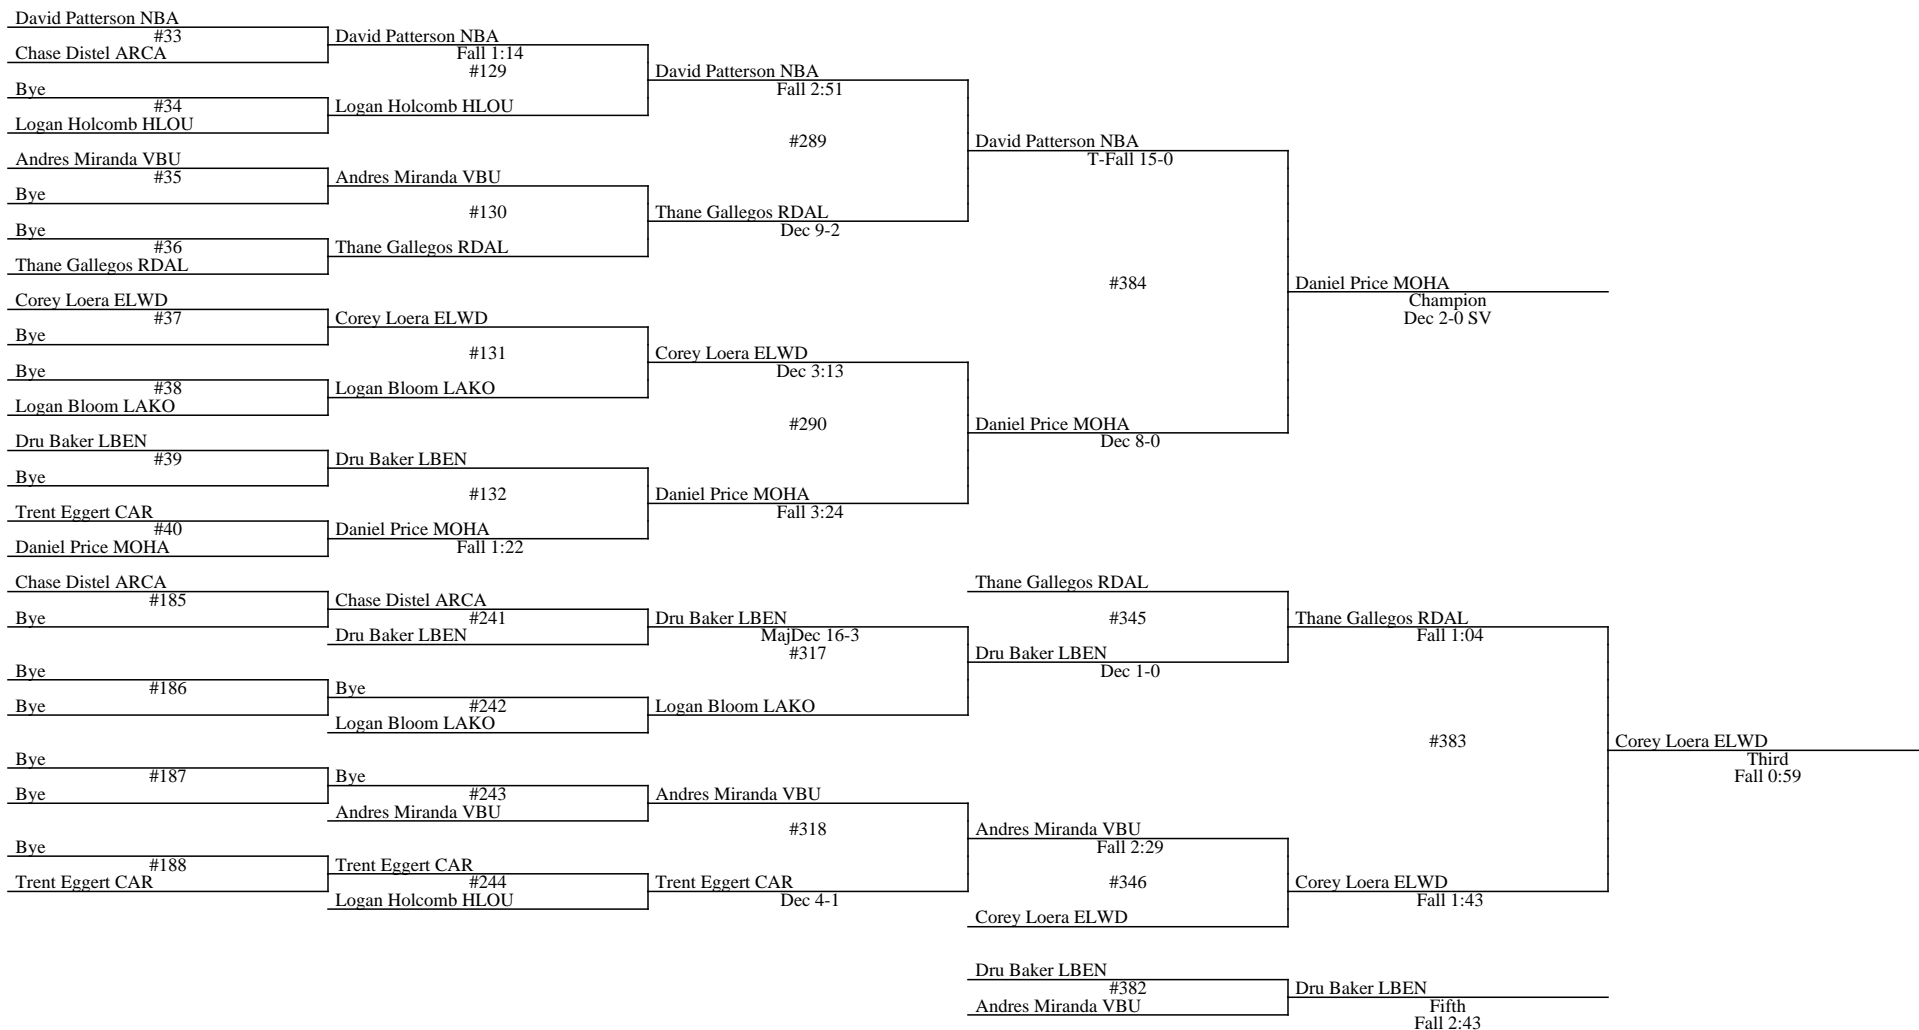 David Patterson NBA
#33
Chase Distel ARCA
Bye
#34
Logan Holcomb HLOU
Andres Miranda VBU
#35
Bye
Bye
#36
Thane Gallegos RDAL
Corey Loera ELWD
#37
Bye
Bye
#38
Logan Bloom LAKO
Dru Baker LBEN
#39
Bye
Trent Eggert CAR
#40
Daniel Price MOHA
David Patterson NBA
Fall 1:14
#129
Logan Holcomb HLOU
Andres Miranda VBU
#130
Thane Gallegos RDAL
Corey Loera ELWD
#131
Logan Bloom LAKO
Dru Baker LBEN
#132
Daniel Price MOHA
Fall 1:22
David Patterson NBA
Fall 2:51
#289
Thane Gallegos RDAL
Dec 9-2
Corey Loera ELWD
Dec 3:13
#290
Daniel Price MOHA
Fall 3:24
David Patterson NBA
T-Fall 15-0
#384
Daniel Price MOHA
Dec 8-0
Daniel Price MOHA
Champion
Dec 2-0 SV
Chase Distel ARCA
#185
Bye
Bye
#186
Bye
Bye
#187
Bye
Bye
#188
Trent Eggert CAR
Chase Distel ARCA
#241
Dru Baker LBEN
Bye
#242
Logan Bloom LAKO
Bye
#243
Andres Miranda VBU
Trent Eggert CAR
#244
Logan Holcomb HLOU
Dru Baker LBEN
MajDec 16-3
#317
Logan Bloom LAKO
Andres Miranda VBU
#318
Trent Eggert CAR
Dec 4-1
Thane Gallegos RDAL
#345
Dru Baker LBEN
Dec 1-0
Andres Miranda VBU
Fall 2:29
#346
Corey Loera ELWD
Thane Gallegos RDAL
Fall 1:04
#383
Corey Loera ELWD
Fall 1:43
Corey Loera ELWD
Third
Fall 0:59
Dru Baker LBEN
#382
Andres Miranda VBU
Dru Baker LBEN
Fifth
Fall 2:43